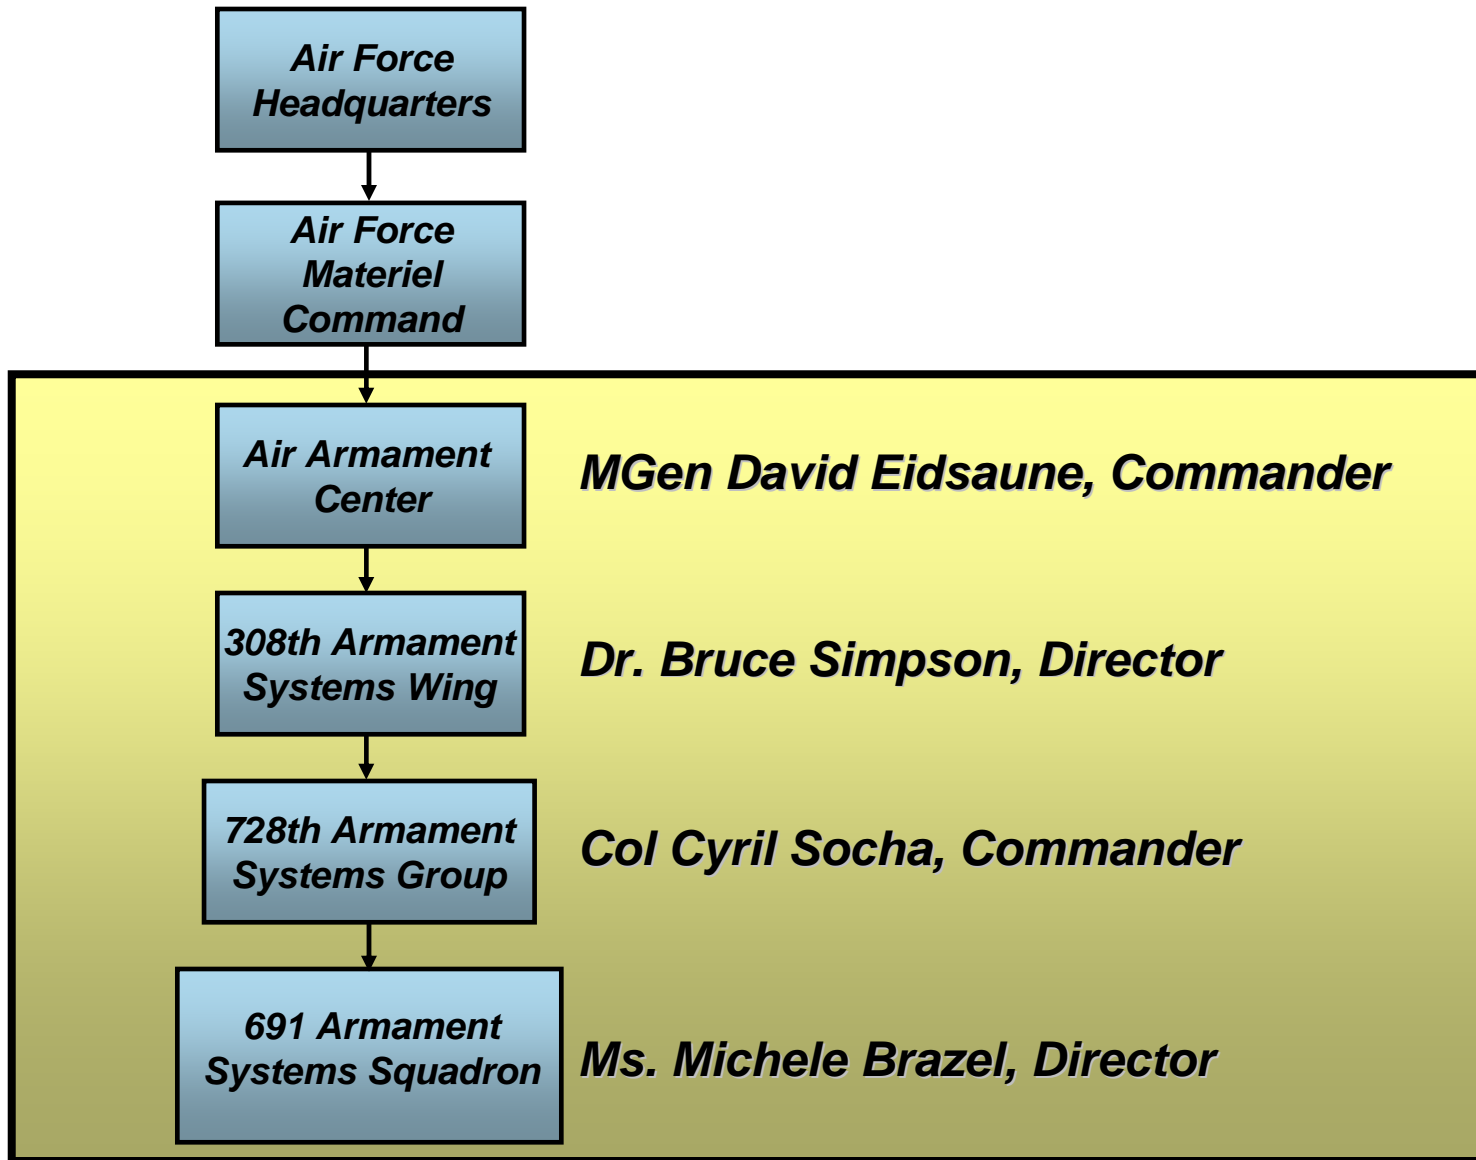 Air Force
Headquarters
Air Force
Materiel
Command
Air Armament
Center
MGen David Eidsaune, Commander
308th Armament
Systems Wing
Dr. Bruce Simpson, Director
728th Armament
Systems Group
Col Cyril Socha, Commander
691 Armament
Systems Squadron
Ms. Michele Brazel, Director